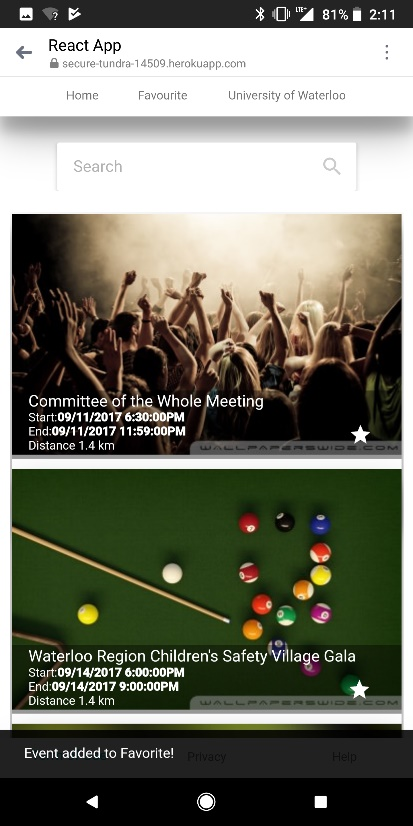 LTE 81% 2:11
React App
secure-tundra-14509.herokuapp.com
Home Favourite University of Waterloo
Search
Committee of the Whole Meeting
Start:09/11/2017 6:30:00PM
End:09/11/2017 11:59:00PM
Distance 1.4 km
WALLPAPERSWIDE.COM
Waterloo Region Children's Safety Village Gala
Start:09/14/2017 6:00:00PM
End:09/14/2017 9:00:00PM
Distance 1.4 km
WALLPAPERSWIDE.COM
Event added to Favorite!
Privacy Help